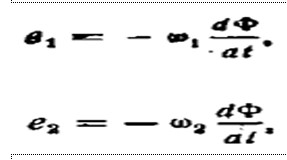 e₁ = − ω₁ dΦ/dt.
e₂ = − ω₂ dΦ/dt,